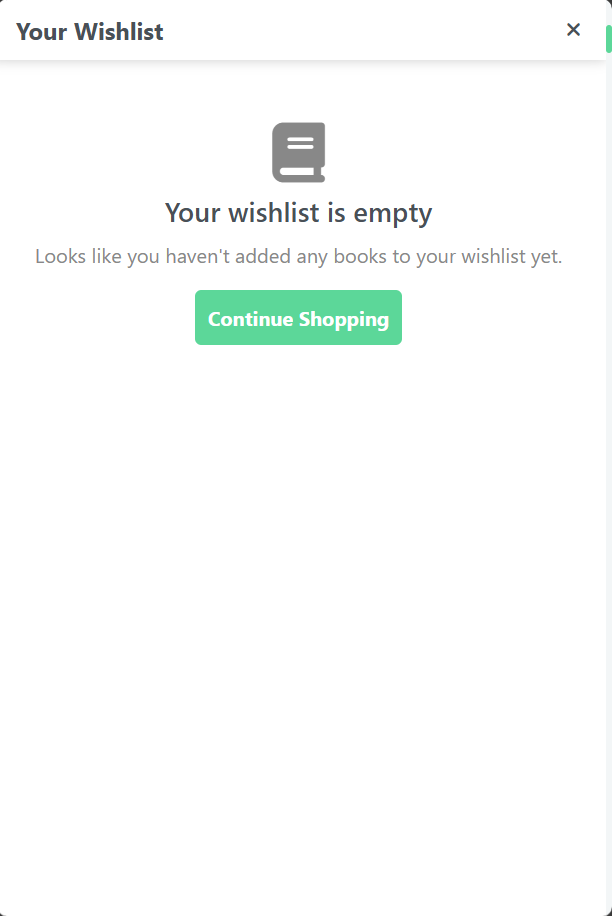 Your Wishlist
Your wishlist is empty
Looks like you haven't added any books to your wishlist yet.
Continue Shopping